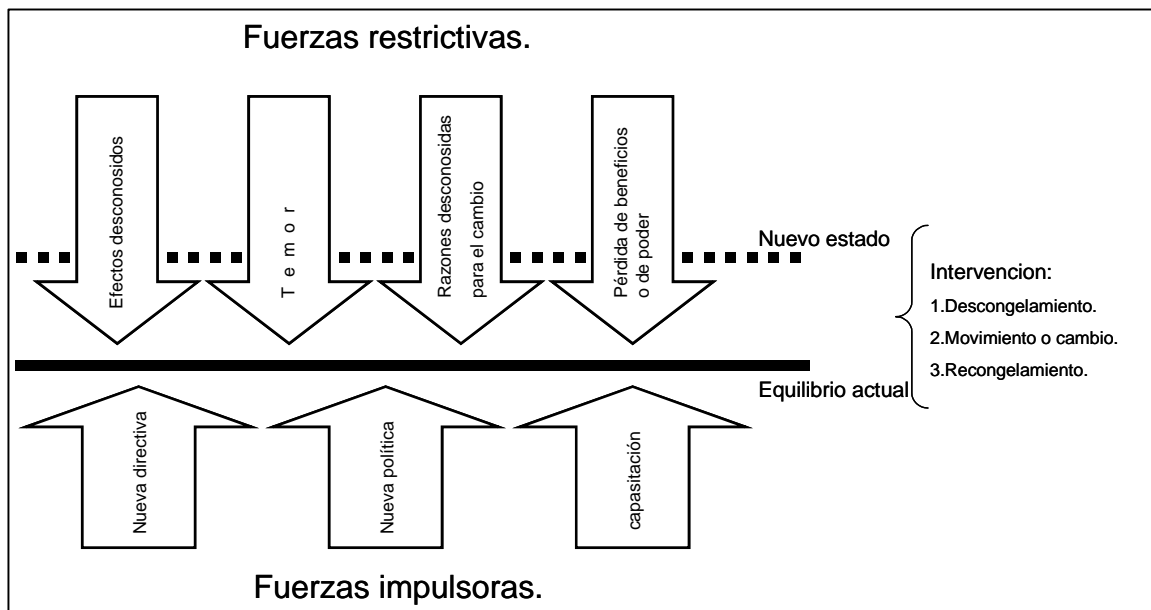 Fuerzas restrictivas.
Efectos desconosidos
T e m o r
Razones desconosidas
para el cambio
Pérdida de beneficios
o de poder
Nuevo estado
Intervencion:
1.Descongelamiento.
2.Movimiento o cambio.
3.Recongelamiento.
Equilibrio actual
Nueva directiva
Nueva política
capasitación
Fuerzas impulsoras.